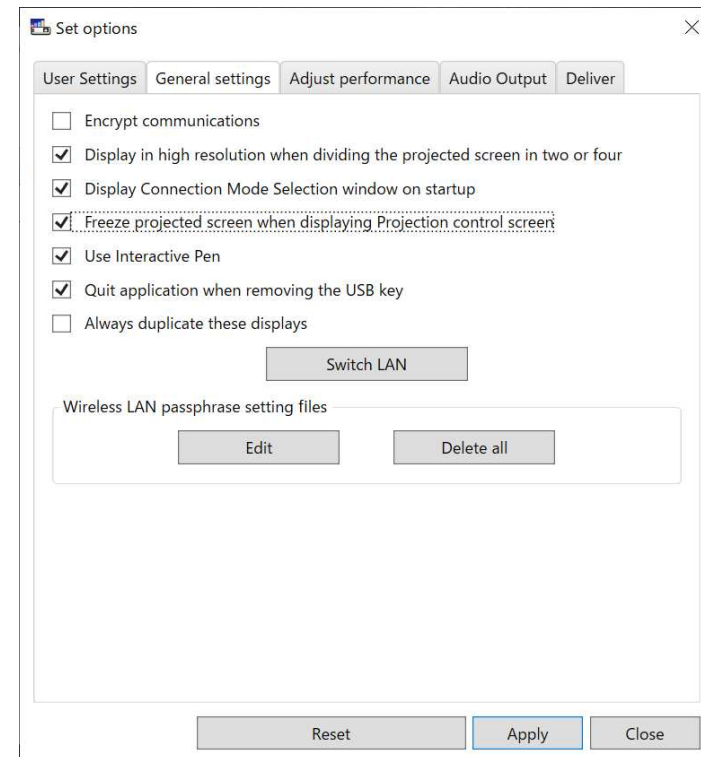 Set options
User Settings General settings Adjust performance Audio Output Deliver
Encrypt communications
Display in high resolution when dividing the projected screen in two or four
Display Connection Mode Selection window on startup
Freeze projected screen when displaying Projection control screen
Use Interactive Pen
Quit application when removing the USB key
Always duplicate these displays
Switch LAN
Wireless LAN passphrase setting files
Edit Delete all
Reset Apply Close